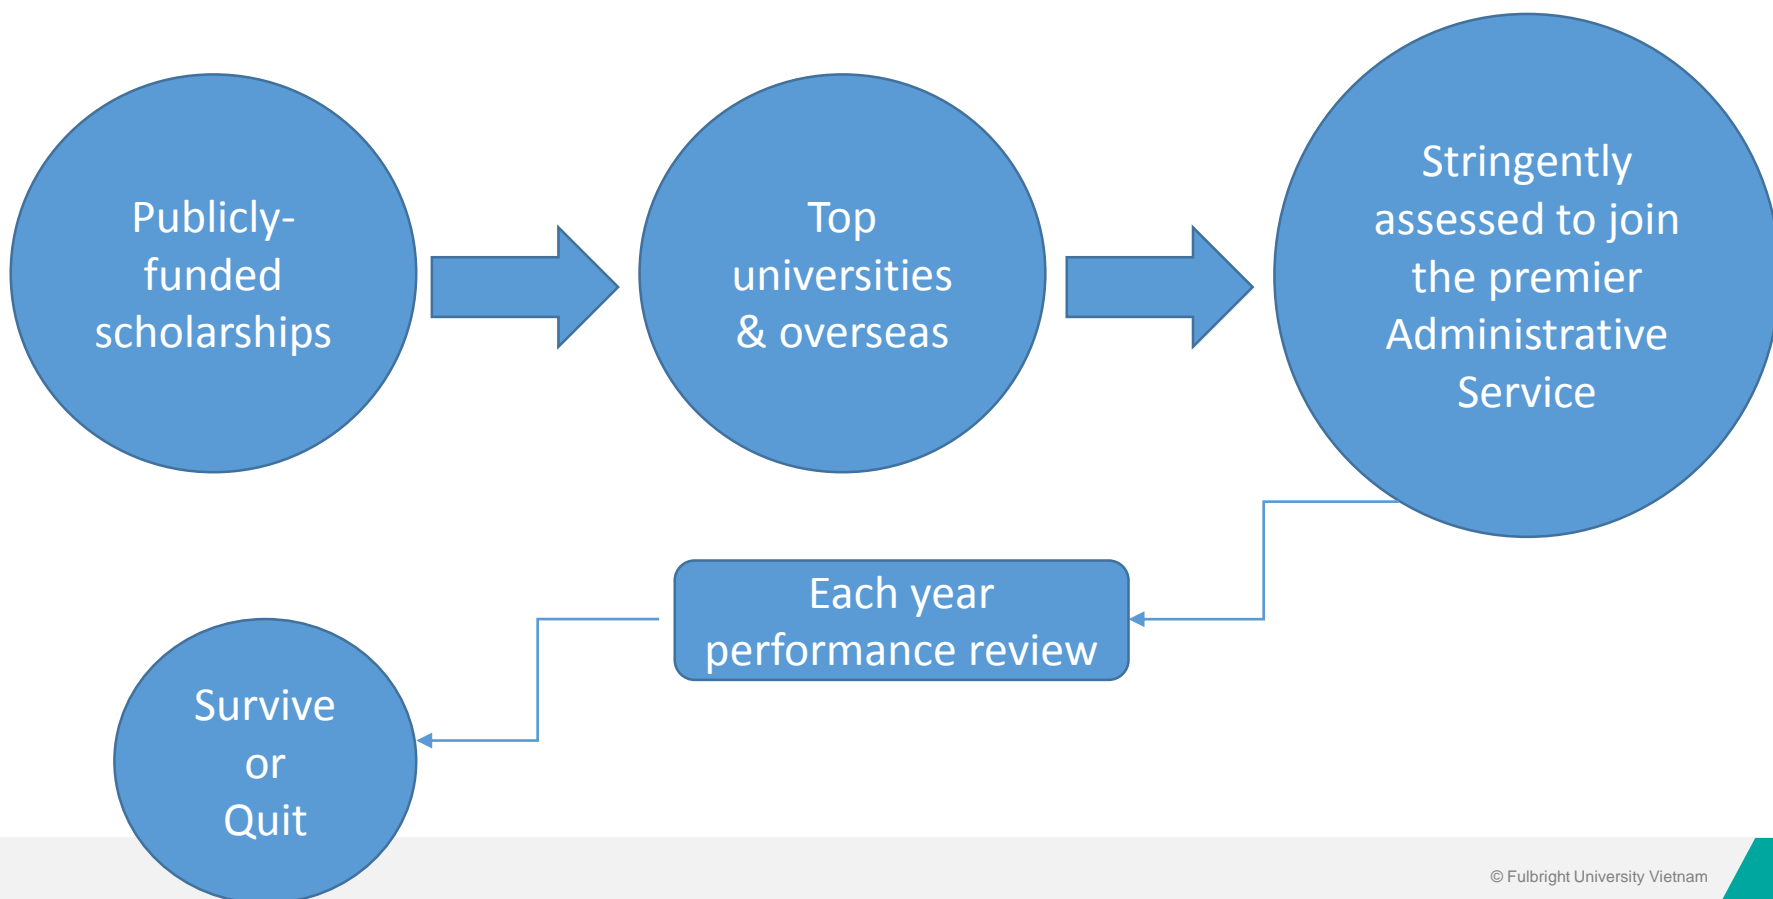 Publicly-
funded
scholarships
Top
universities
& overseas
Stringently
assessed to join
the premier
Administrative
Service
Each year
performance review
Survive
or
Quit
© Fulbright University Vietnam